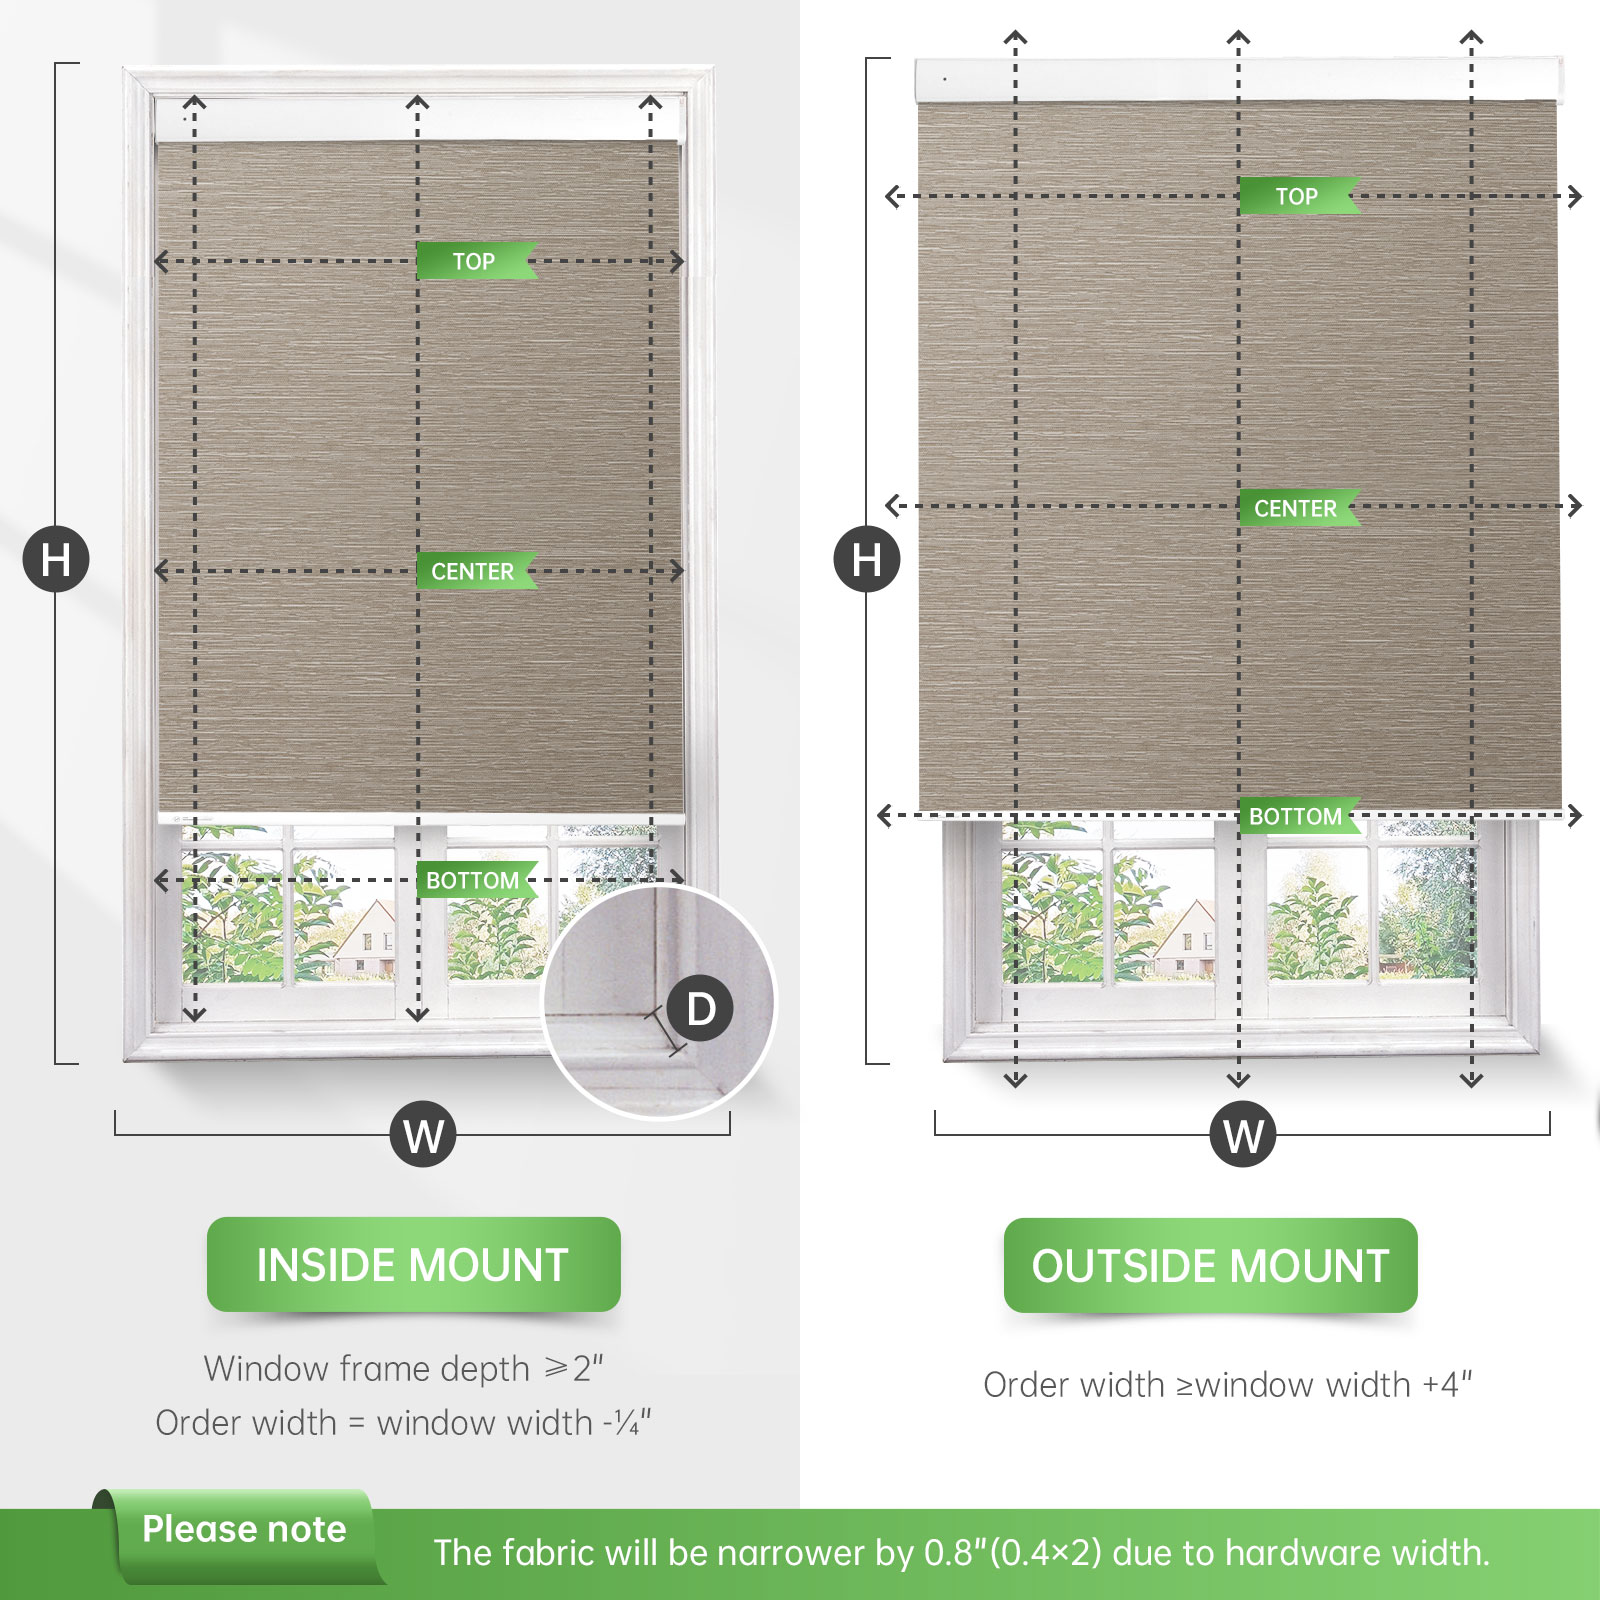 H
TOP
CENTER
BOTTOM
D
W
INSIDE MOUNT
Window frame depth ⩾2"
Order width = window width -¼"
H
TOP
CENTER
BOTTOM
W
OUTSIDE MOUNT
Order width ≥window width +4"
Please note
The fabric will be narrower by 0.8"(0.4×2) due to hardware width.